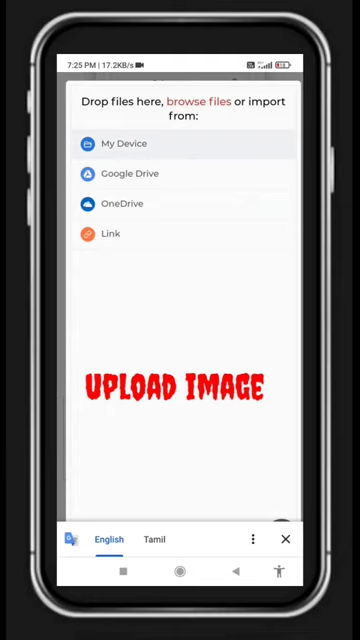 7:25 PM | 17.2KB/s
Drop files here, browse files or import
from:
My Device
Google Drive
OneDrive
Link
UPLOAD IMAGE
English Tamil